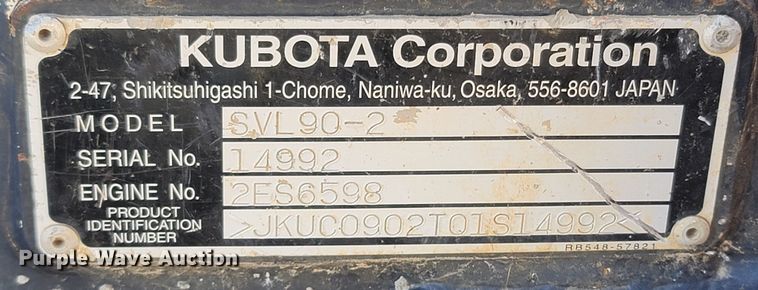 KUBOTA Corporation
2-47, Shikitsuhigashi 1-Chome, Naniwa-ku, Osaka, 556-8601 JAPAN
MODEL SVL90-2
SERIAL No. 14992
ENGINE No. 2ES6598
PRODUCT
IDENTIFICATION
NUMBER >JKUC0902T01S14992<
RB548-57821
Purple Wave Auction